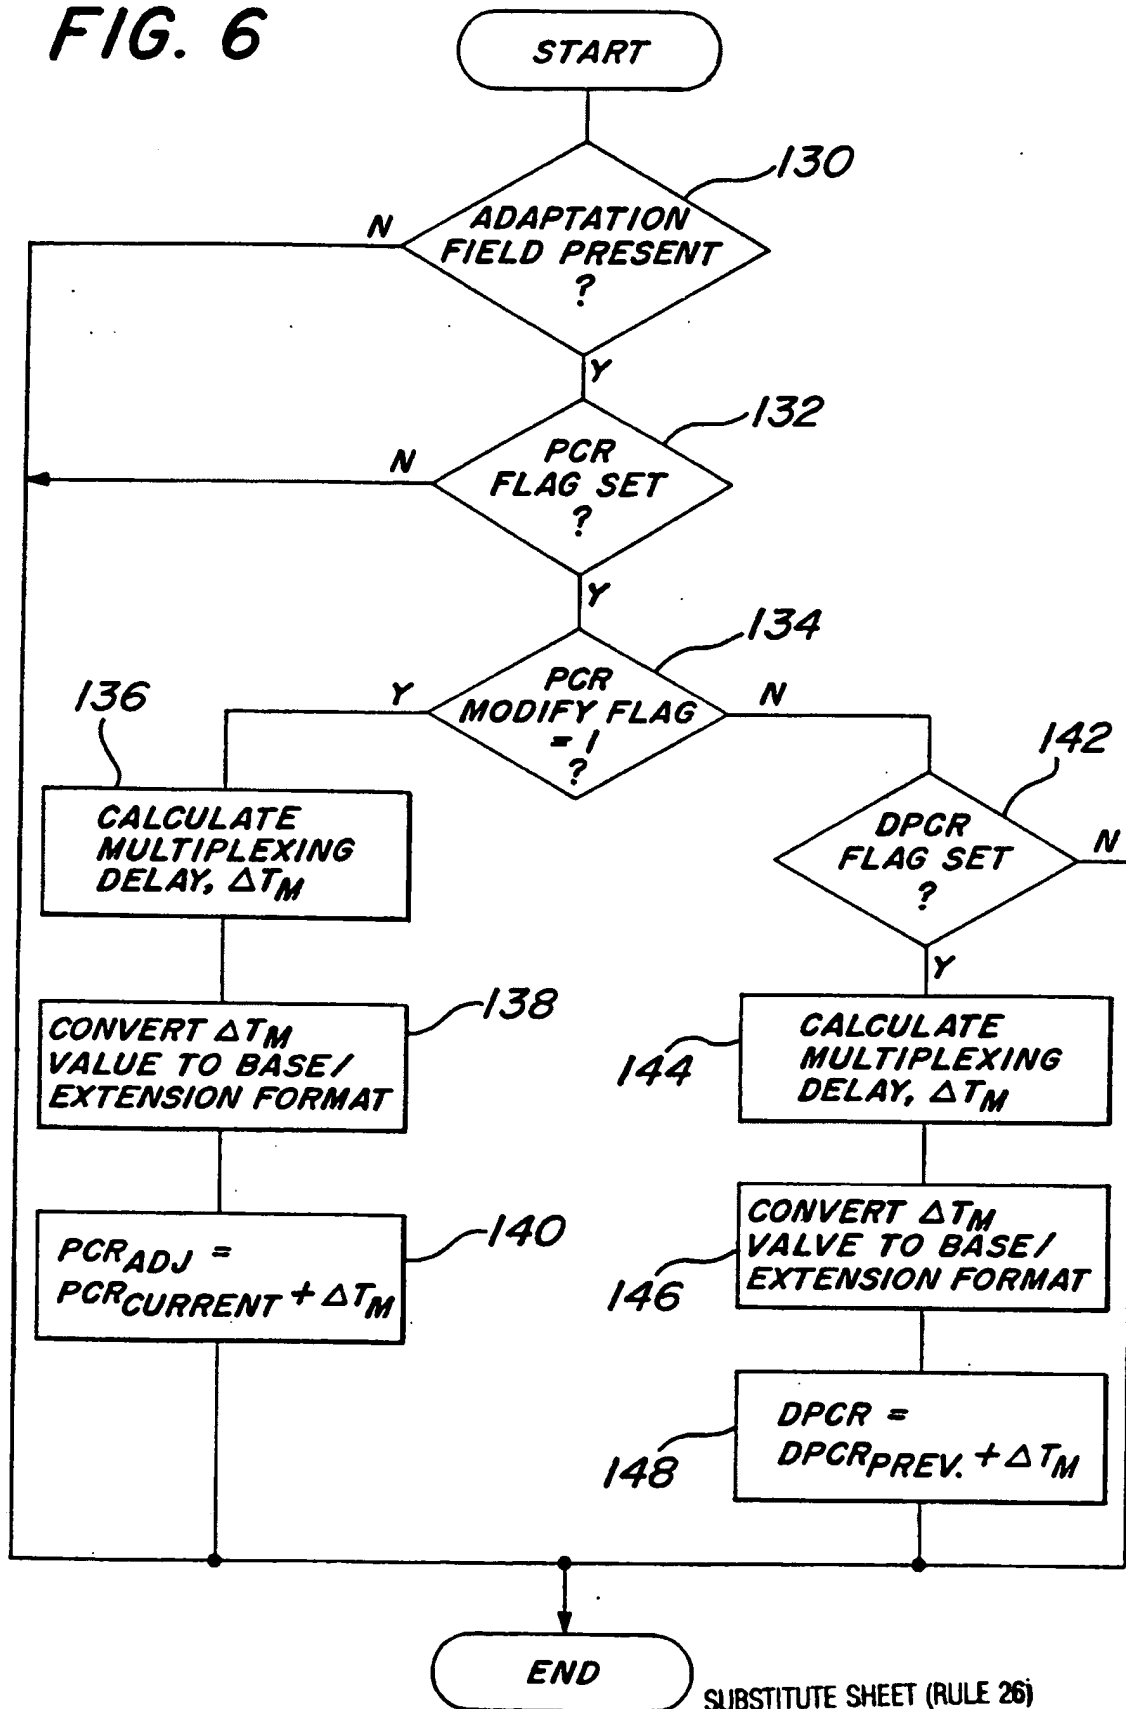 FIG. 6
START
130
N
ADAPTATION
FIELD PRESENT
?
Y
132
N
PCR
FLAG SET
?
Y
134
Y
PCR
MODIFY FLAG
= 1
?
N
136
CALCULATE
MULTIPLEXING
DELAY, ΔTM
138
CONVERT ΔTM
VALUE TO BASE/
EXTENSION FORMAT
140
PCRADJ =
PCRCURRENT + ΔTM
142
DPCR
FLAG SET
?
N
Y
144
CALCULATE
MULTIPLEXING
DELAY, ΔTM
146
CONVERT ΔTM
VALVE TO BASE/
EXTENSION FORMAT
148
DPCR =
DPCRPREV. + ΔTM
END
SUBSTITUTE SHEET (RULE 26)